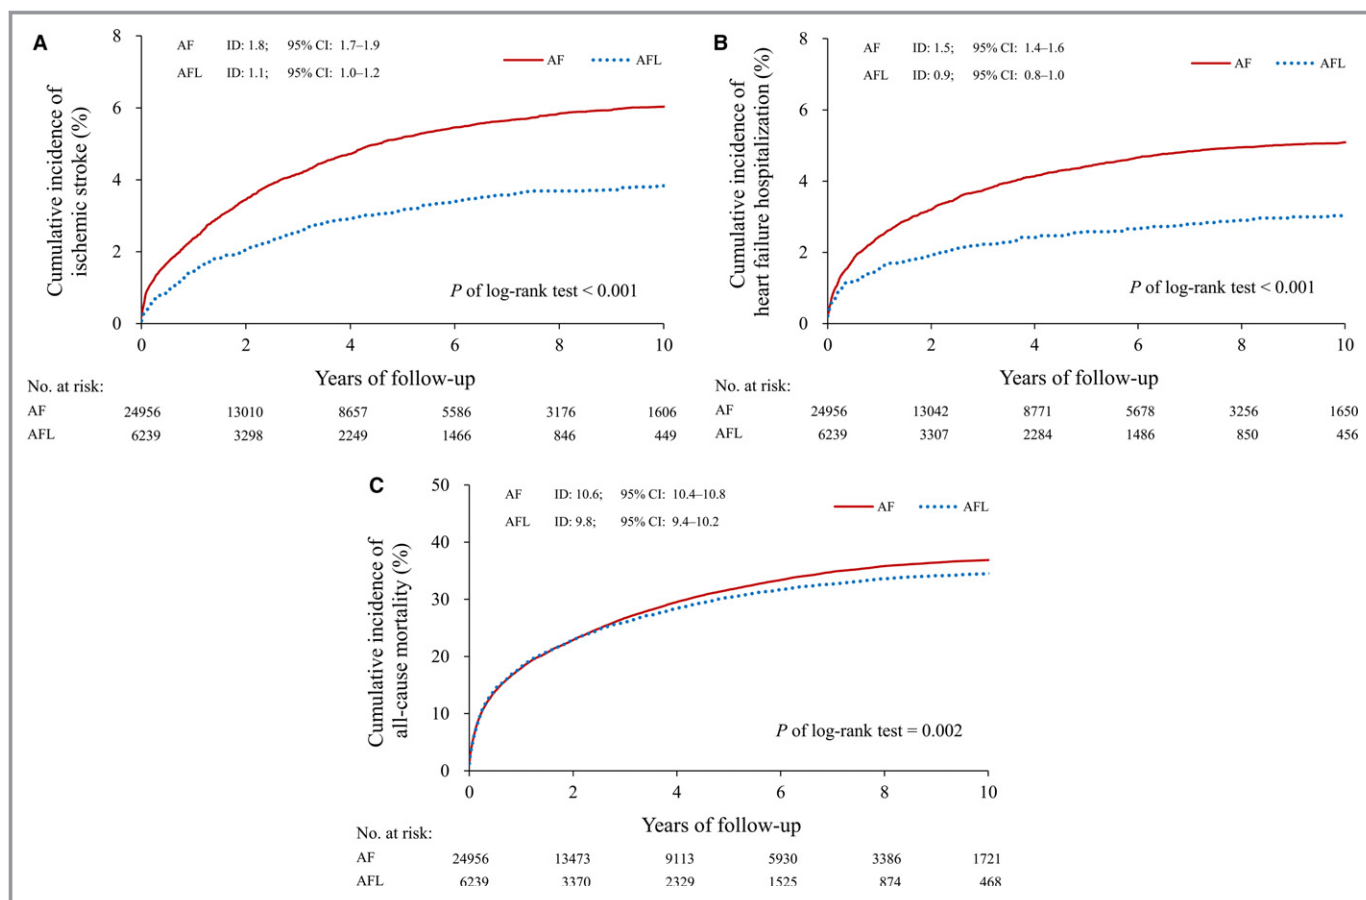 A
AF ID: 1.8; 95% CI: 1.7–1.9
AFL ID: 1.1; 95% CI: 1.0–1.2
AF AFL
Cumulative incidence of
ischemic stroke (%)
8
6
4
2
0
P of log-rank test < 0.001
0 2 4 6 8 10
Years of follow-up
No. at risk:
AF 24956 13010 8657 5586 3176 1606
AFL 6239 3298 2249 1466 846 449
B
AF ID: 1.5; 95% CI: 1.4–1.6
AFL ID: 0.9; 95% CI: 0.8–1.0
AF AFL
Cumulative incidence of
heart failure hospitalization (%)
8
6
4
2
0
P of log-rank test < 0.001
0 2 4 6 8 10
Years of follow-up
No. at risk:
AF 24956 13042 8771 5678 3256 1650
AFL 6239 3307 2284 1486 850 456
C
AF ID: 10.6; 95% CI: 10.4–10.8
AFL ID: 9.8; 95% CI: 9.4–10.2
AF AFL
Cumulative incidence of
all-cause mortality (%)
50
40
30
20
10
0
P of log-rank test = 0.002
0 2 4 6 8 10
Years of follow-up
No. at risk:
AF 24956 13473 9113 5930 3386 1721
AFL 6239 3370 2329 1525 874 468